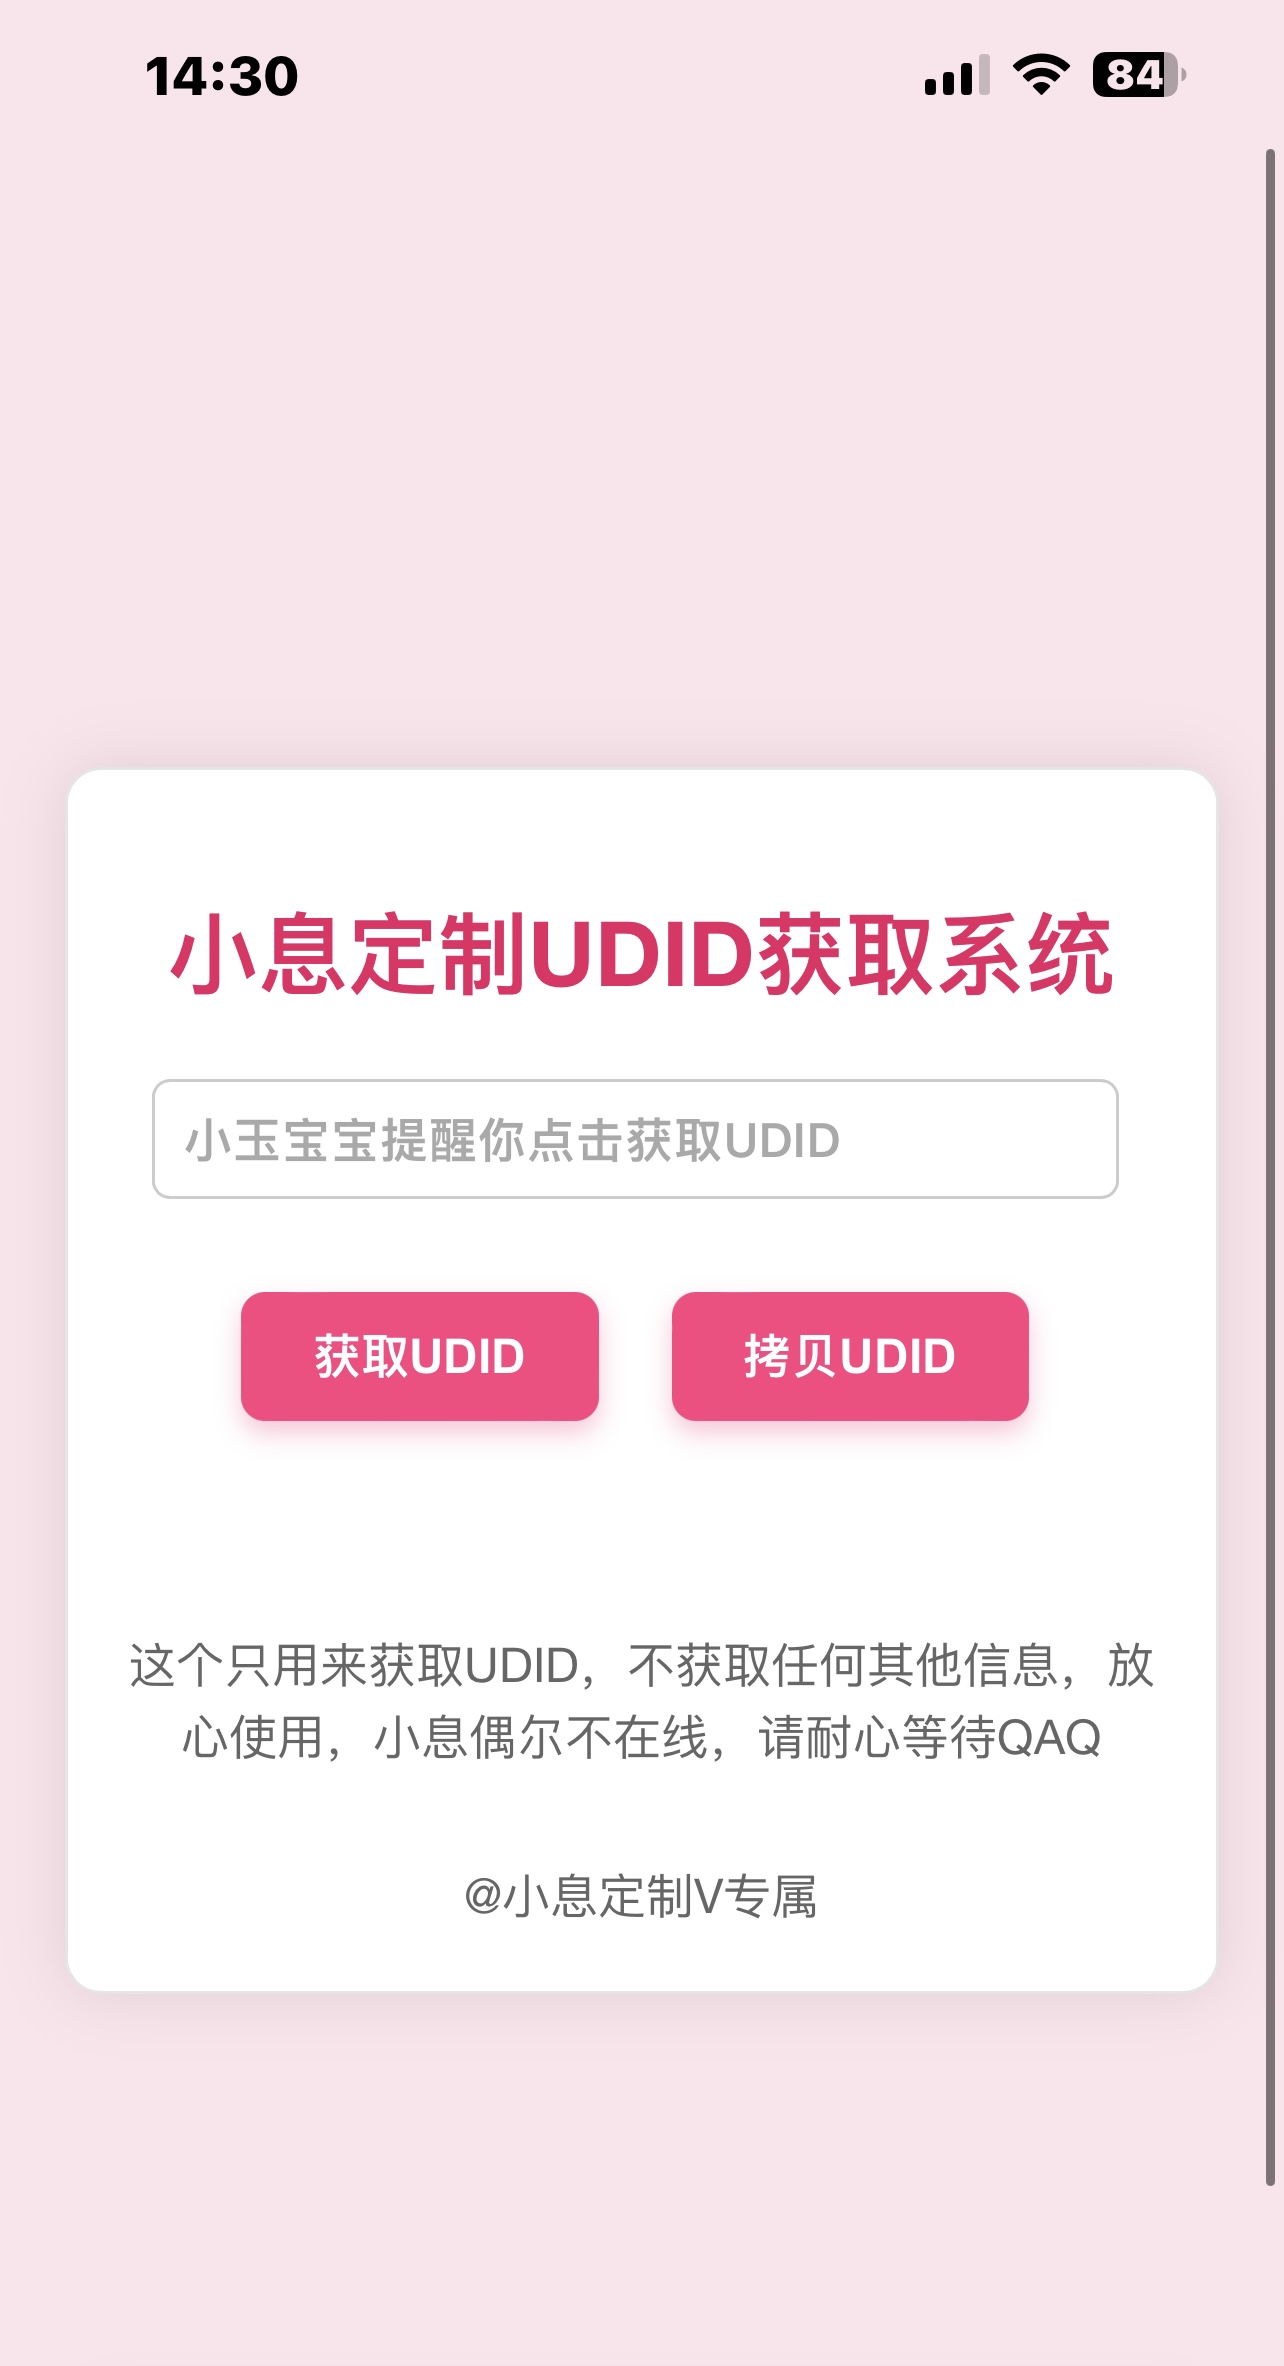 14:30
84
小息定制UDID获取系统
小玉宝宝提醒你点击获取UDID
获取UDID
拷贝UDID
这个只用来获取UDID，不获取任何其他信息，放
心使用，小息偶尔不在线，请耐心等待QAQ
@小息定制V专属